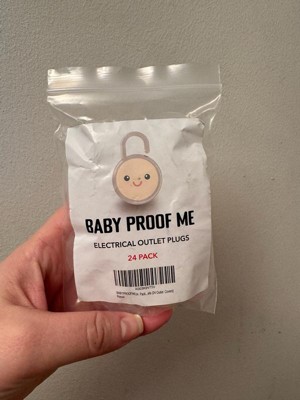 BABY PROOF ME
ELECTRICAL OUTLET PLUGS
24 PACK